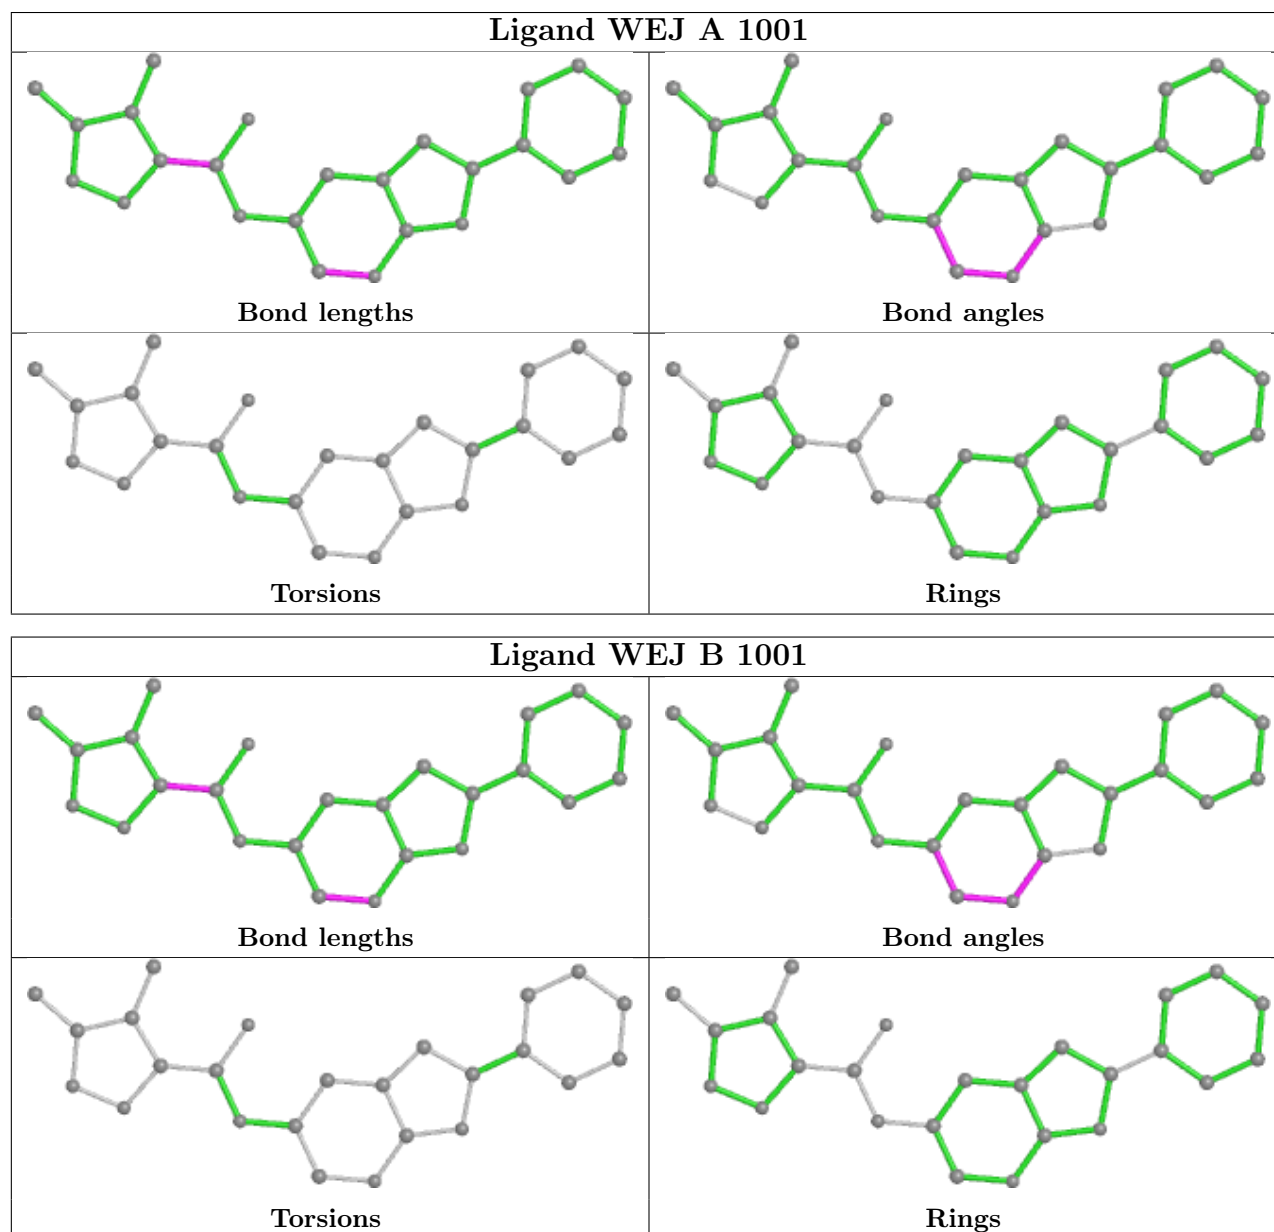 Ligand WEJ A 1001
Bond lengths
Bond angles
Torsions
Rings
Ligand WEJ B 1001
Bond lengths
Bond angles
Torsions
Rings